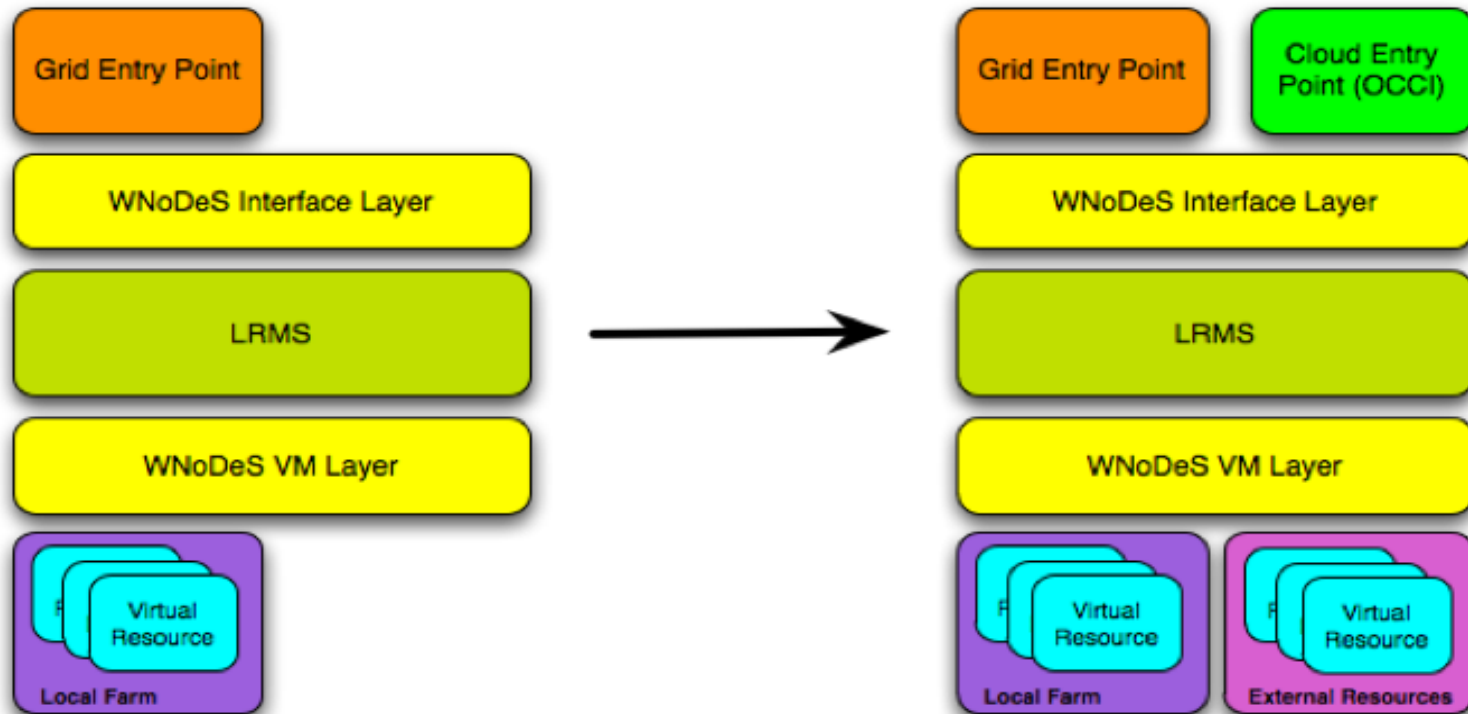 Grid Entry Point
WNoDeS Interface Layer
LRMS
WNoDeS VM Layer
Virtual
Resource
Local Farm
Grid Entry Point
Cloud Entry
Point (OCCI)
WNoDeS Interface Layer
LRMS
WNoDeS VM Layer
Virtual
Resource
Local Farm
Virtual
Resource
External Resources